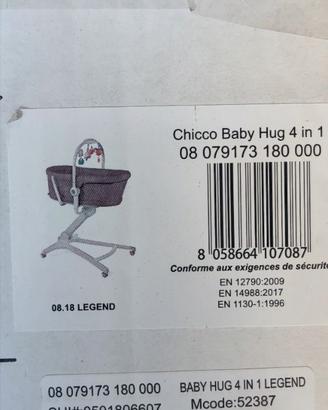 Chicco Baby Hug 4 in 1
08 079173 180 000
8 058664 107087
Conforme aux exigences de sécurité
EN 12790:2009
EN 14988:2017
EN 1130-1:1996
08.18 LEGEND
08 079173 180 000
BABY HUG 4 IN 1 LEGEND
Mcode:52387